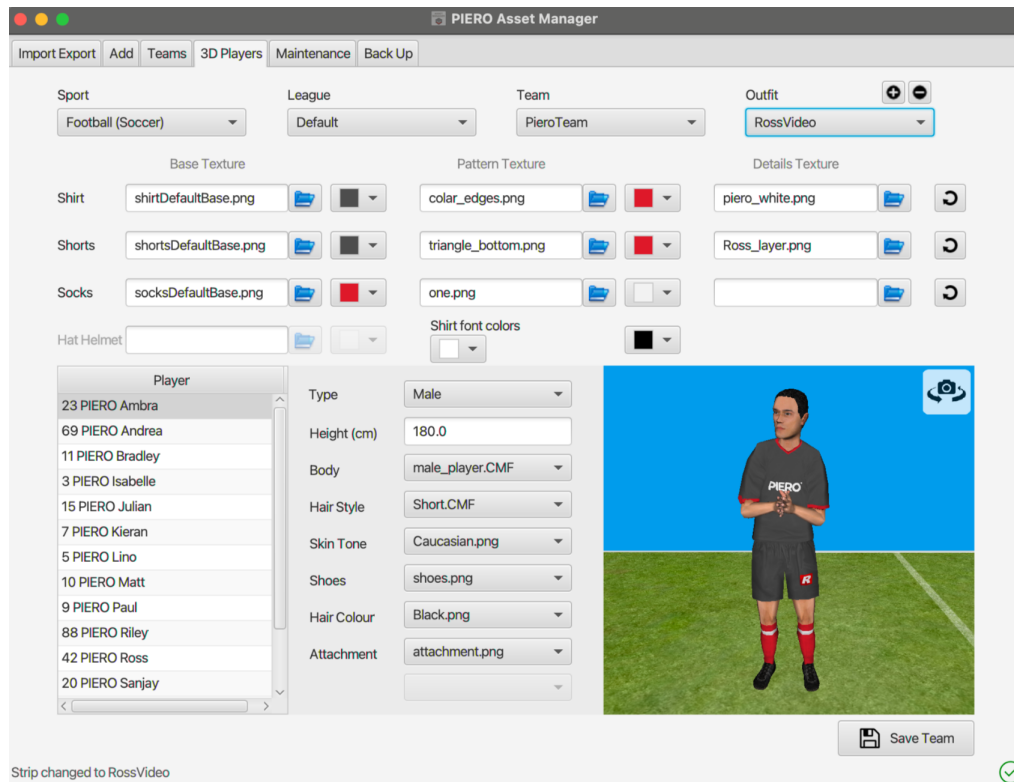 PIERO Asset Manager
Import Export Add Teams 3D Players Maintenance Back Up
Sport League Team Outfit
Football (Soccer) Default PieroTeam RossVideo
Base Texture Pattern Texture Details Texture
Shirt shirtDefaultBase.png colar_edges.png piero_white.png
Shorts shortsDefaultBase.png triangle_bottom.png Ross_layer.png
Socks socksDefaultBase.png one.png
Hat Helmet Shirt font colors
Player
23 PIERO Ambra
69 PIERO Andrea
11 PIERO Bradley
3 PIERO Isabelle
15 PIERO Julian
7 PIERO Kieran
5 PIERO Lino
10 PIERO Matt
9 PIERO Paul
88 PIERO Riley
42 PIERO Ross
20 PIERO Sanjay
Type Male
Height (cm) 180.0
Body male_player.CMF
Hair Style Short.CMF
Skin Tone Caucasian.png
Shoes shoes.png
Hair Colour Black.png
Attachment attachment.png
PIERO
R
Save Team
Strip changed to RossVideo